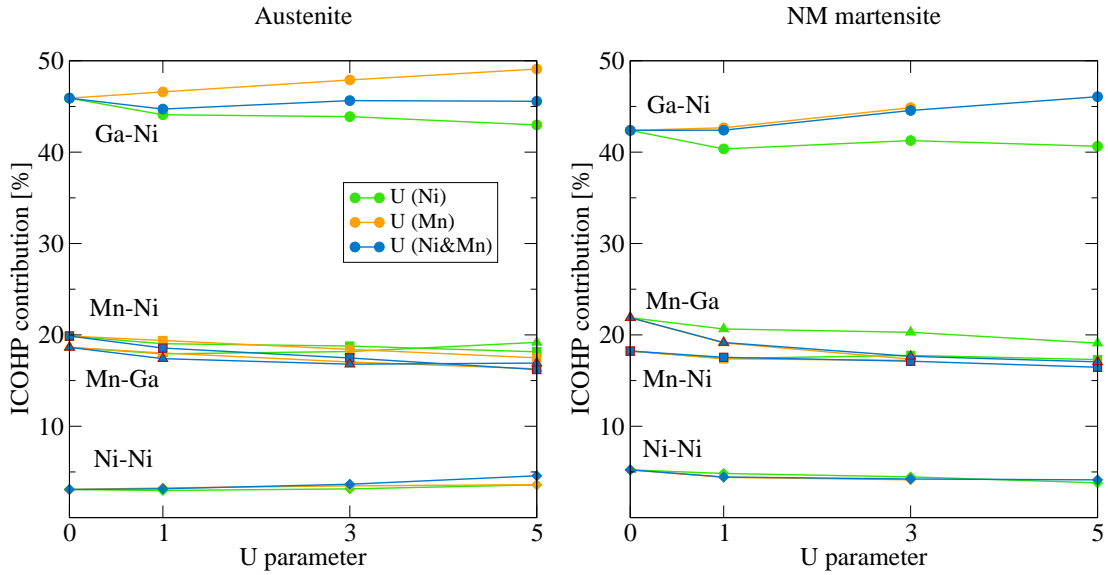 Austenite
NM martensite
ICOHP contribution [%]
50
40
30
20
10
Ga-Ni
U (Ni)
U (Mn)
U (Ni&Mn)
Mn-Ni
Mn-Ga
Ni-Ni
0 1 3 5
U parameter
ICOHP contribution [%]
50
40
30
20
10
Ga-Ni
Mn-Ga
Mn-Ni
Ni-Ni
0 1 3 5
U parameter